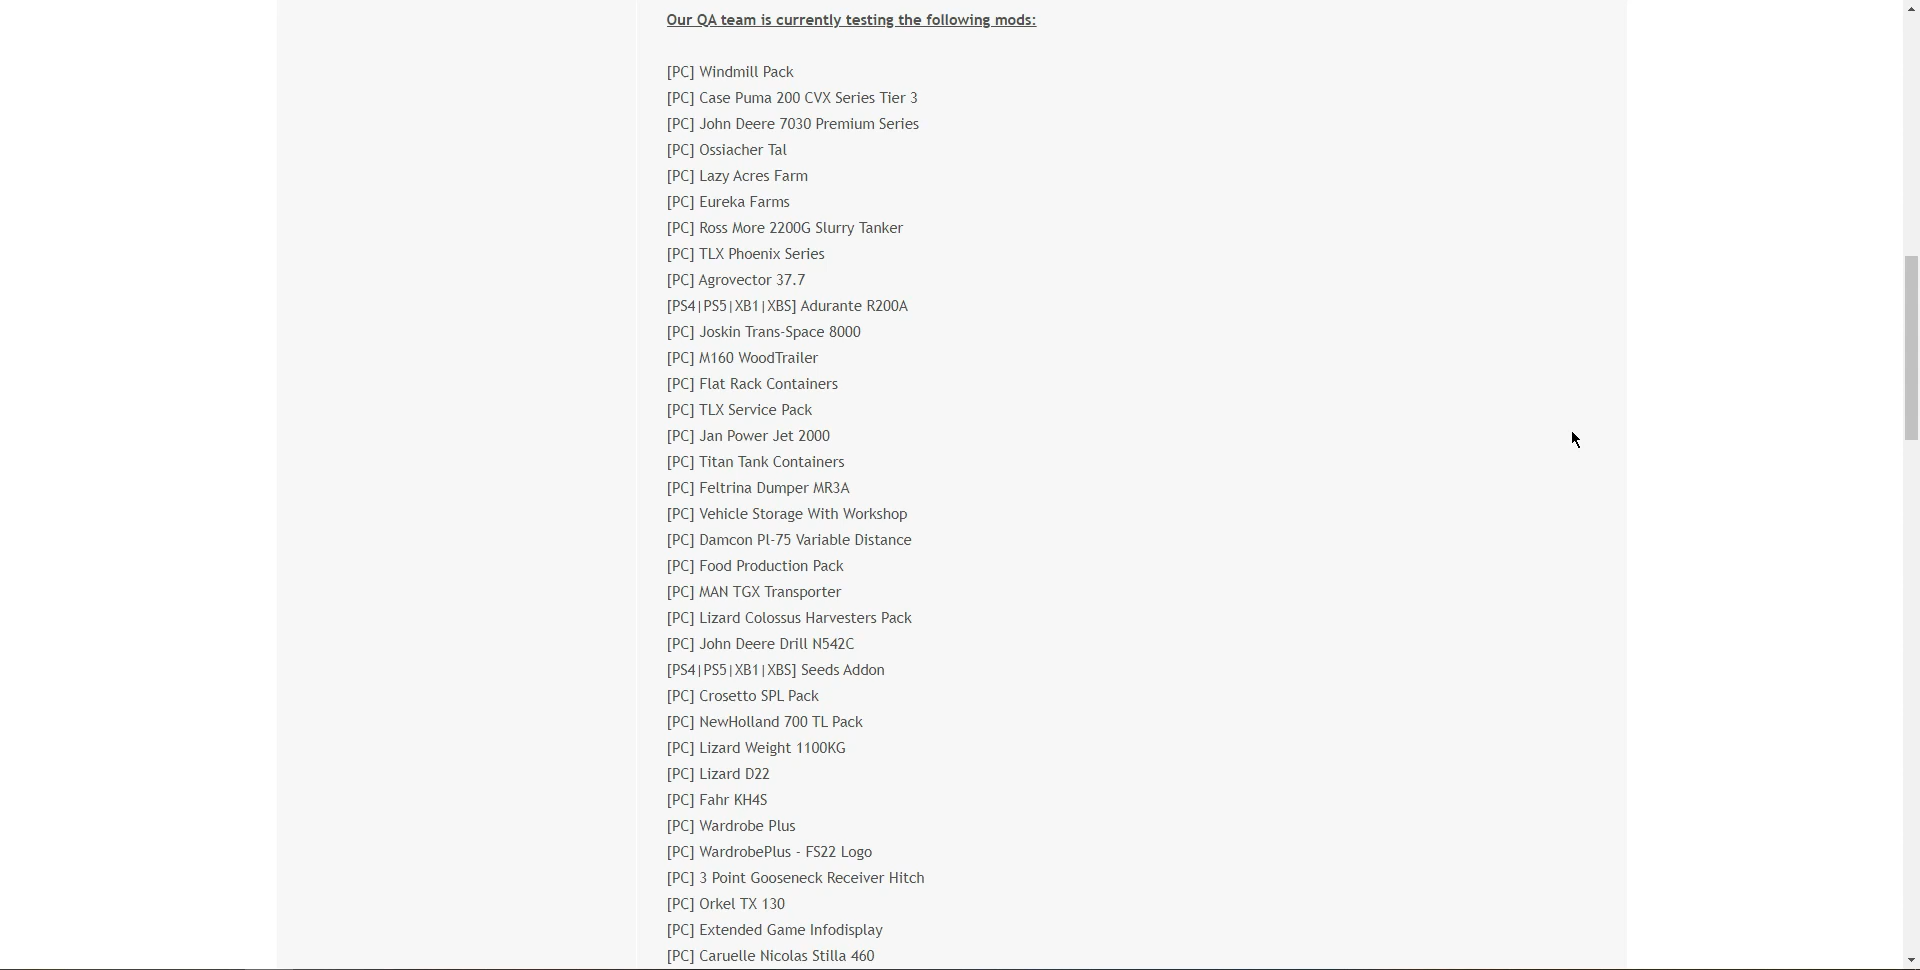 Our QA team is currently testing the following mods:
[PC] Windmill Pack
[PC] Case Puma 200 CVX Series Tier 3
[PC] John Deere 7030 Premium Series
[PC] Ossiacher Tal
[PC] Lazy Acres Farm
[PC] Eureka Farms
[PC] Ross More 2200G Slurry Tanker
[PC] TLX Phoenix Series
[PC] Agrovector 37.7
[PS4|PS5|XB1|XBS] Adurante R200A
[PC] Joskin Trans-Space 8000
[PC] M160 WoodTrailer
[PC] Flat Rack Containers
[PC] TLX Service Pack
[PC] Jan Power Jet 2000
[PC] Titan Tank Containers
[PC] Feltrina Dumper MR3A
[PC] Vehicle Storage With Workshop
[PC] Damcon Pl-75 Variable Distance
[PC] Food Production Pack
[PC] MAN TGX Transporter
[PC] Lizard Colossus Harvesters Pack
[PC] John Deere Drill N542C
[PS4|PS5|XB1|XBS] Seeds Addon
[PC] Crosetto SPL Pack
[PC] NewHolland 700 TL Pack
[PC] Lizard Weight 1100KG
[PC] Lizard D22
[PC] Fahr KH4S
[PC] Wardrobe Plus
[PC] WardrobePlus - FS22 Logo
[PC] 3 Point Gooseneck Receiver Hitch
[PC] Orkel TX 130
[PC] Extended Game Infodisplay
[PC] Caruelle Nicolas Stilla 460